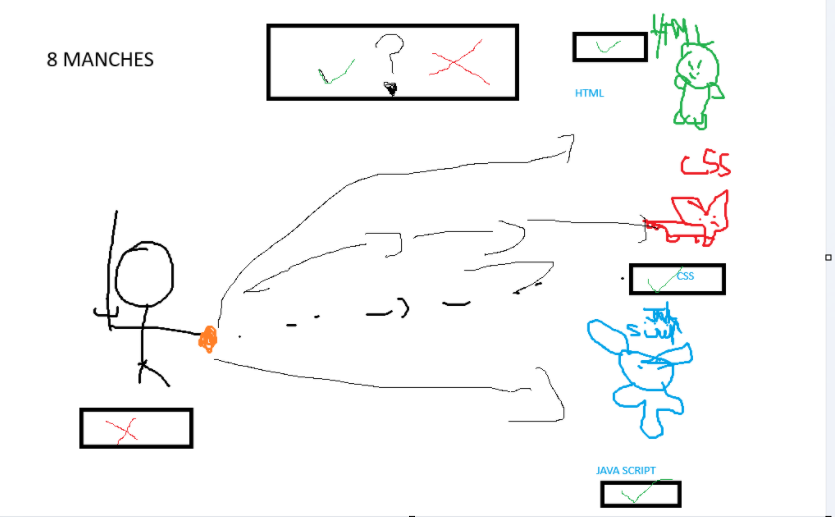 8 MANCHES
?
HTML
HTML
CSS
CSS
JAVA SCRIPT